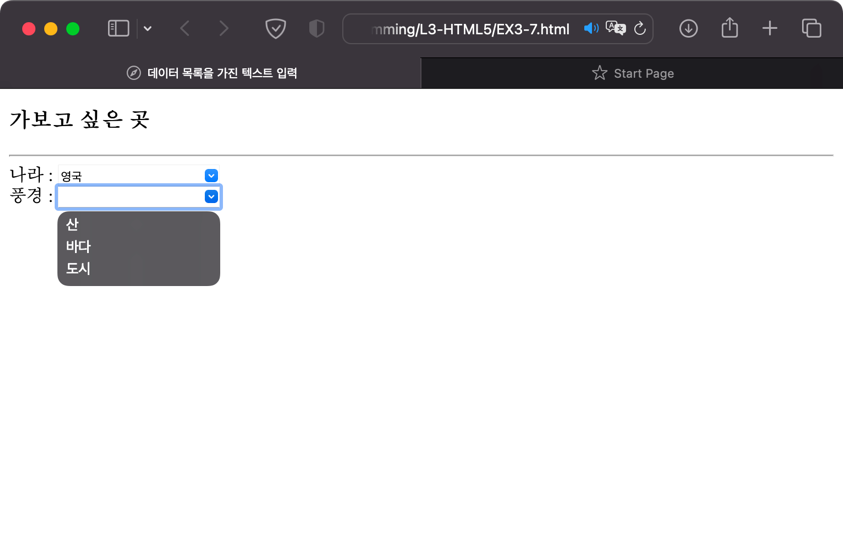 mming/L3-HTML5/EX3-7.html
데이터 목록을 가진 텍스트 입력
Start Page
가보고 싶은 곳
나라 : 영국
풍경 :
산
바다
도시